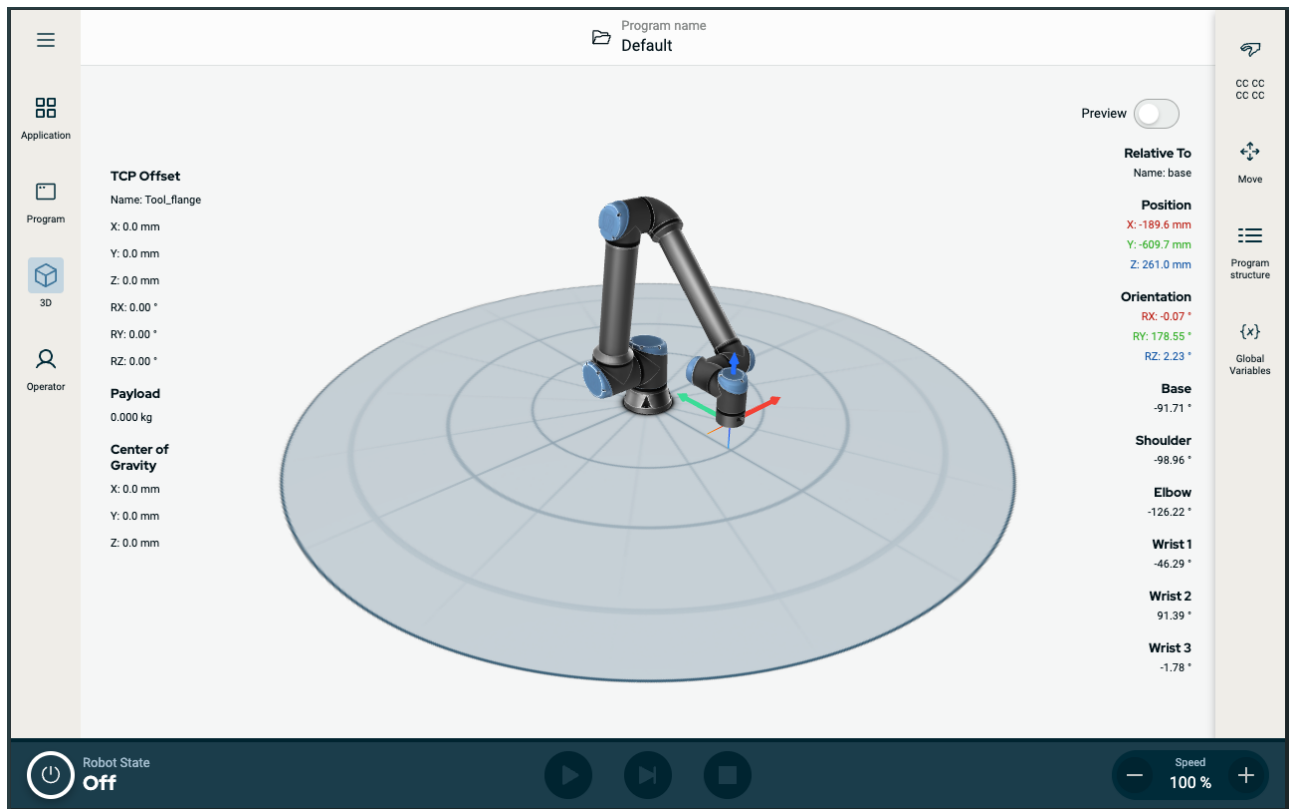 Program name
Default
Application
Program
3D
Operator
TCP Offset
Name: Tool_flange
X: 0.0 mm
Y: 0.0 mm
Z: 0.0 mm
RX: 0.00 °
RY: 0.00 °
RZ: 0.00 °
Payload
0.000 kg
Center of
Gravity
X: 0.0 mm
Y: 0.0 mm
Z: 0.0 mm
Preview
Relative To
Name: base
Position
X: -189.6 mm
Y: -609.7 mm
Z: 261.0 mm
Orientation
RX: -0.07 °
RY: 178.55 °
RZ: 2.23 °
Base
-91.71 °
Shoulder
-98.96 °
Elbow
-126.22 °
Wrist 1
-46.29 °
Wrist 2
91.39 °
Wrist 3
-1.78 °
CC CC
CC CC
Move
Program
structure
{x}
Global
Variables
Robot State
Off
Speed
100 %